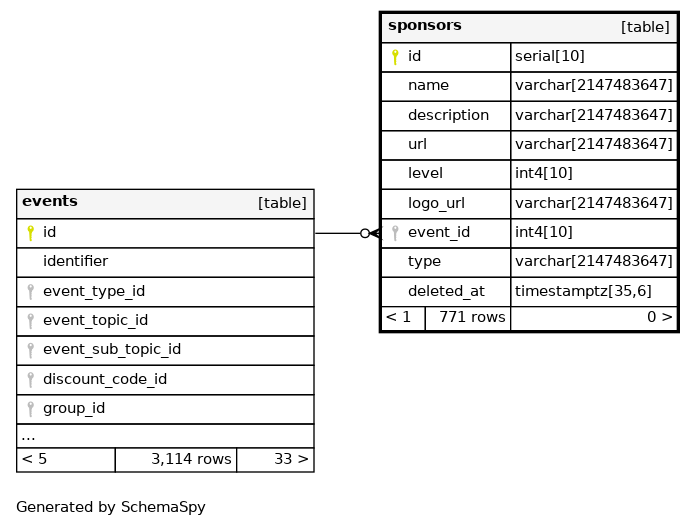 sponsors [table]
id serial[10]
name varchar[2147483647]
description varchar[2147483647]
url varchar[2147483647]
level int4[10]
logo_url varchar[2147483647]
event_id int4[10]
type varchar[2147483647]
deleted_at timestamptz[35,6]
< 1 771 rows 0 >
events [table]
id
identifier
event_type_id
event_topic_id
event_sub_topic_id
discount_code_id
group_id
...
< 5 3,114 rows 33 >
Generated by SchemaSpy